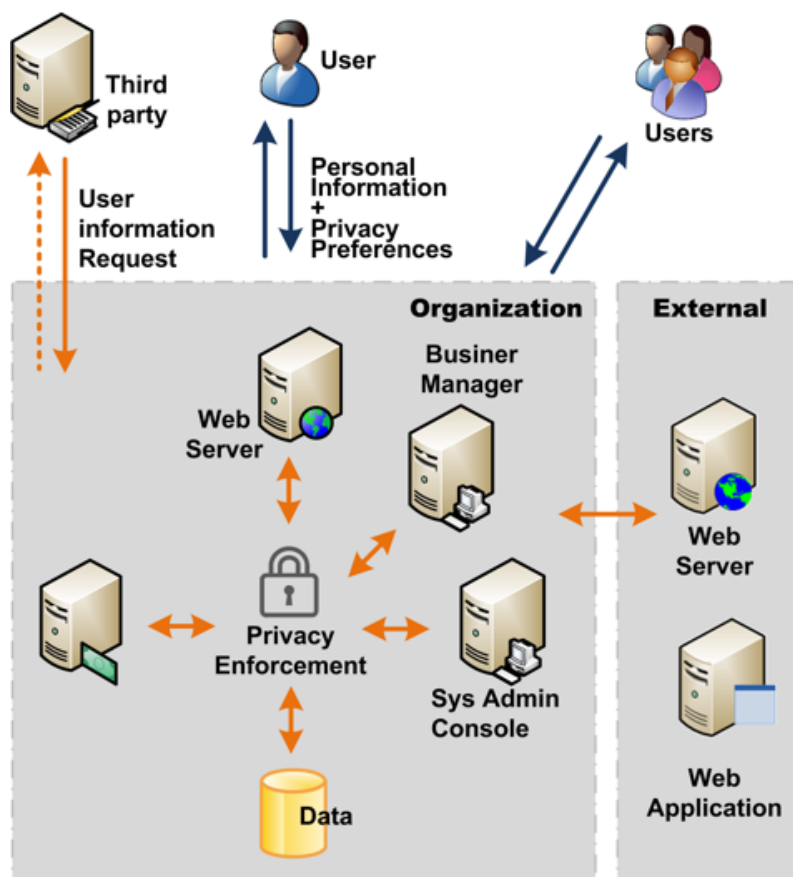 Third
party
User
Users
Personal
Information
+
Privacy
Preferences
User
information
Request
Organization
External
Businer
Manager
Web
Server
Web
Server
Privacy
Enforcement
Sys Admin
Console
Data
Web
Application